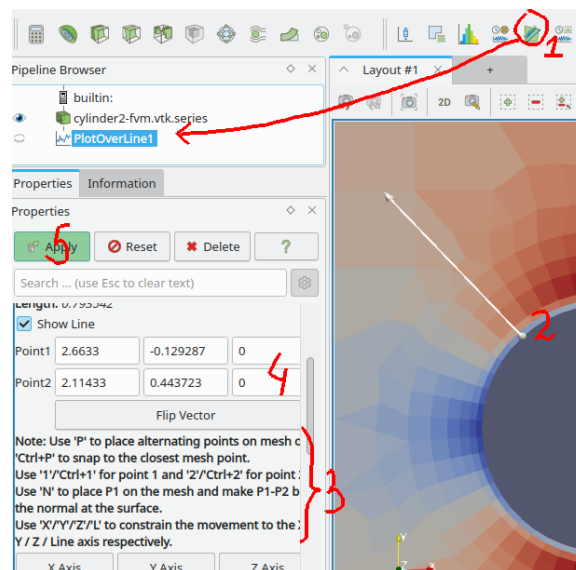 1
Pipeline Browser
Layout #1
+
builtin:
cylinder2-fvm.vtk.series
PlotOverLine1
2D
Properties
Information
Properties
Apply
Reset
Delete
?
5
Search ... (use Esc to clear text)
Length: 0.793542
Show Line
Point1 2.6633 -0.129287 0
Point2 2.11433 0.443723 0
4
2
Flip Vector
Note: Use 'P' to place alternating points on mesh o
'Ctrl+P' to snap to the closest mesh point.
Use '1'/'Ctrl+1' for point 1 and '2'/'Ctrl+2' for point
Use 'N' to place P1 on the mesh and make P1-P2 b
the normal at the surface.
Use 'X'/'Y'/'Z'/'L' to constrain the movement to the
Y / Z / Line axis respectively.
3
X Axis
Y Axis
Z Axis
Y